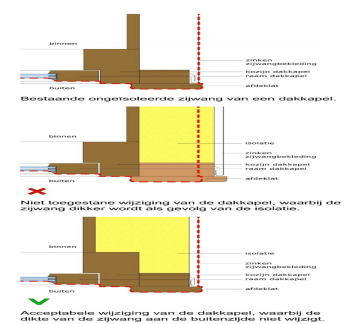 binnen
zinken
zijwangbekleding
kozijn dakkapel
raam dakkapel
afdeklat
buiten
Bestaande ongeïsoleerde zijwang van een dakkapel.
binnen
isolatie
zinken
zijwangbekleding
kozijn dakkapel
raam dakkapel
afdeklat
buiten
Niet toegestane wijziging van de dakkapel, waarbij de
zijwang dikker wordt als gevolg van de isolatie.
binnen
isolatie
zinken
zijwangbekleding
kozijn dakkapel
raam dakkapel
afdeklat
buiten
Acceptabele wijziging van de dakkapel, waarbij de
dikte van de zijwang aan de buitenzijde niet wijzigt.